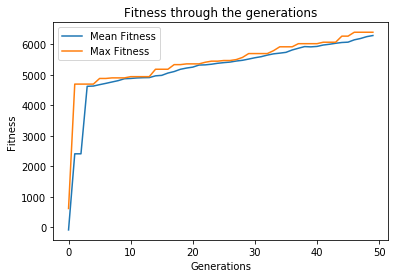 Fitness through the generations
Mean Fitness
Max Fitness
6000
5000
4000
3000
2000
1000
0
Fitness
0 10 20 30 40 50
Generations